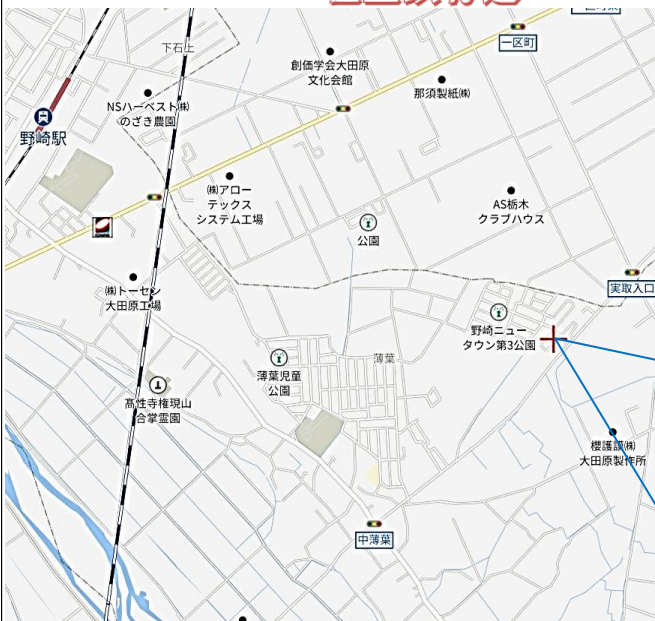 一区町
下石上
創価学会大田原
文化会館
那須製紙㈱
NSハーベスト㈱
のざき農園
野崎駅
㈱アロー
テックス
システム工場
AS栃木
クラブハウス
公園
実取入口
㈱トーセン
大田原工場
野崎ニュー
タウン第3公園
薄葉
薄葉児童
公園
髙性寺権現山
合掌霊園
櫻護謨㈱
大田原製作所
中薄葉